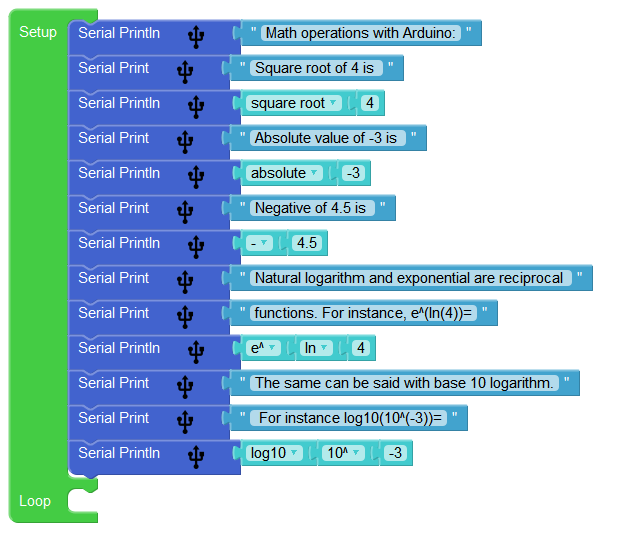 Setup
Serial Println " Math operations with Arduino: "
Serial Print " Square root of 4 is "
Serial Println square root 4
Serial Print " Absolute value of -3 is "
Serial Println absolute -3
Serial Print " Negative of 4.5 is "
Serial Println - 4.5
Serial Print " Natural logarithm and exponential are reciprocal "
Serial Print " functions. For instance, e^(ln(4))= "
Serial Println e^ ln 4
Serial Print " The same can be said with base 10 logarithm. "
Serial Print " For instance log10(10^(-3))= "
Serial Println log10 10^ -3
Loop